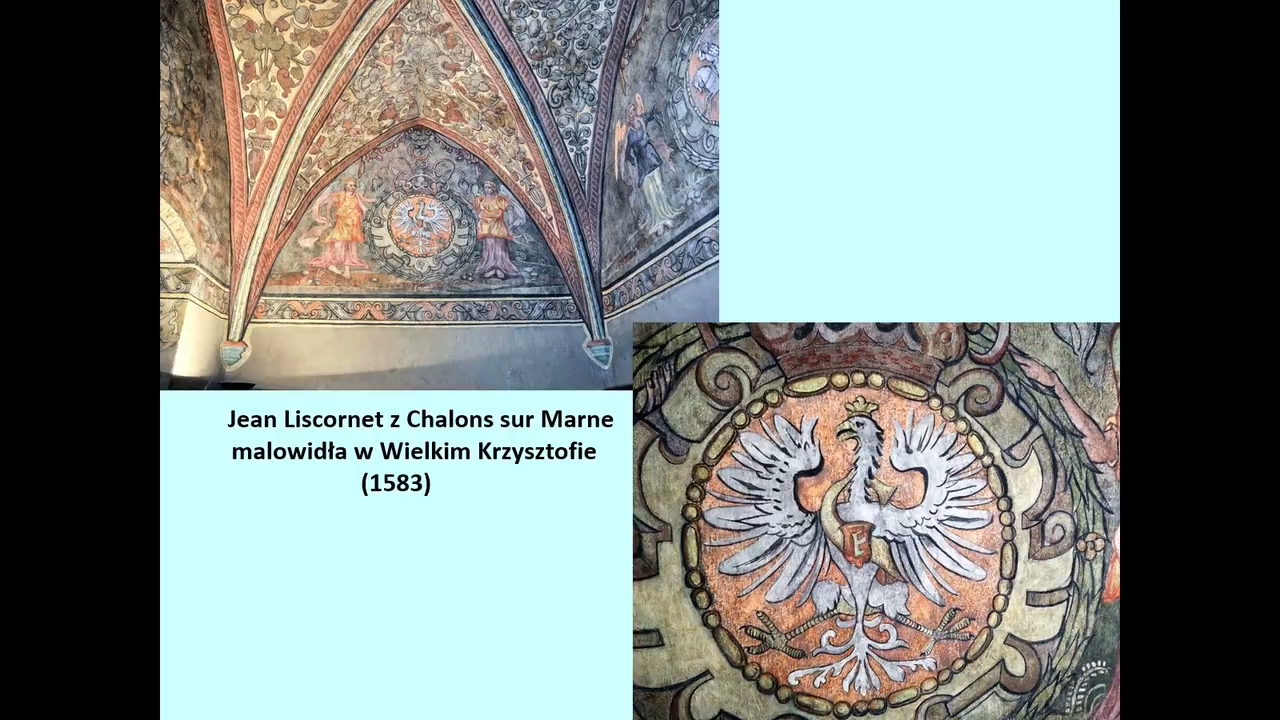 Jean Liscornet z Chalons sur Marne
malowidła w Wielkim Krzysztofie
(1583)
F